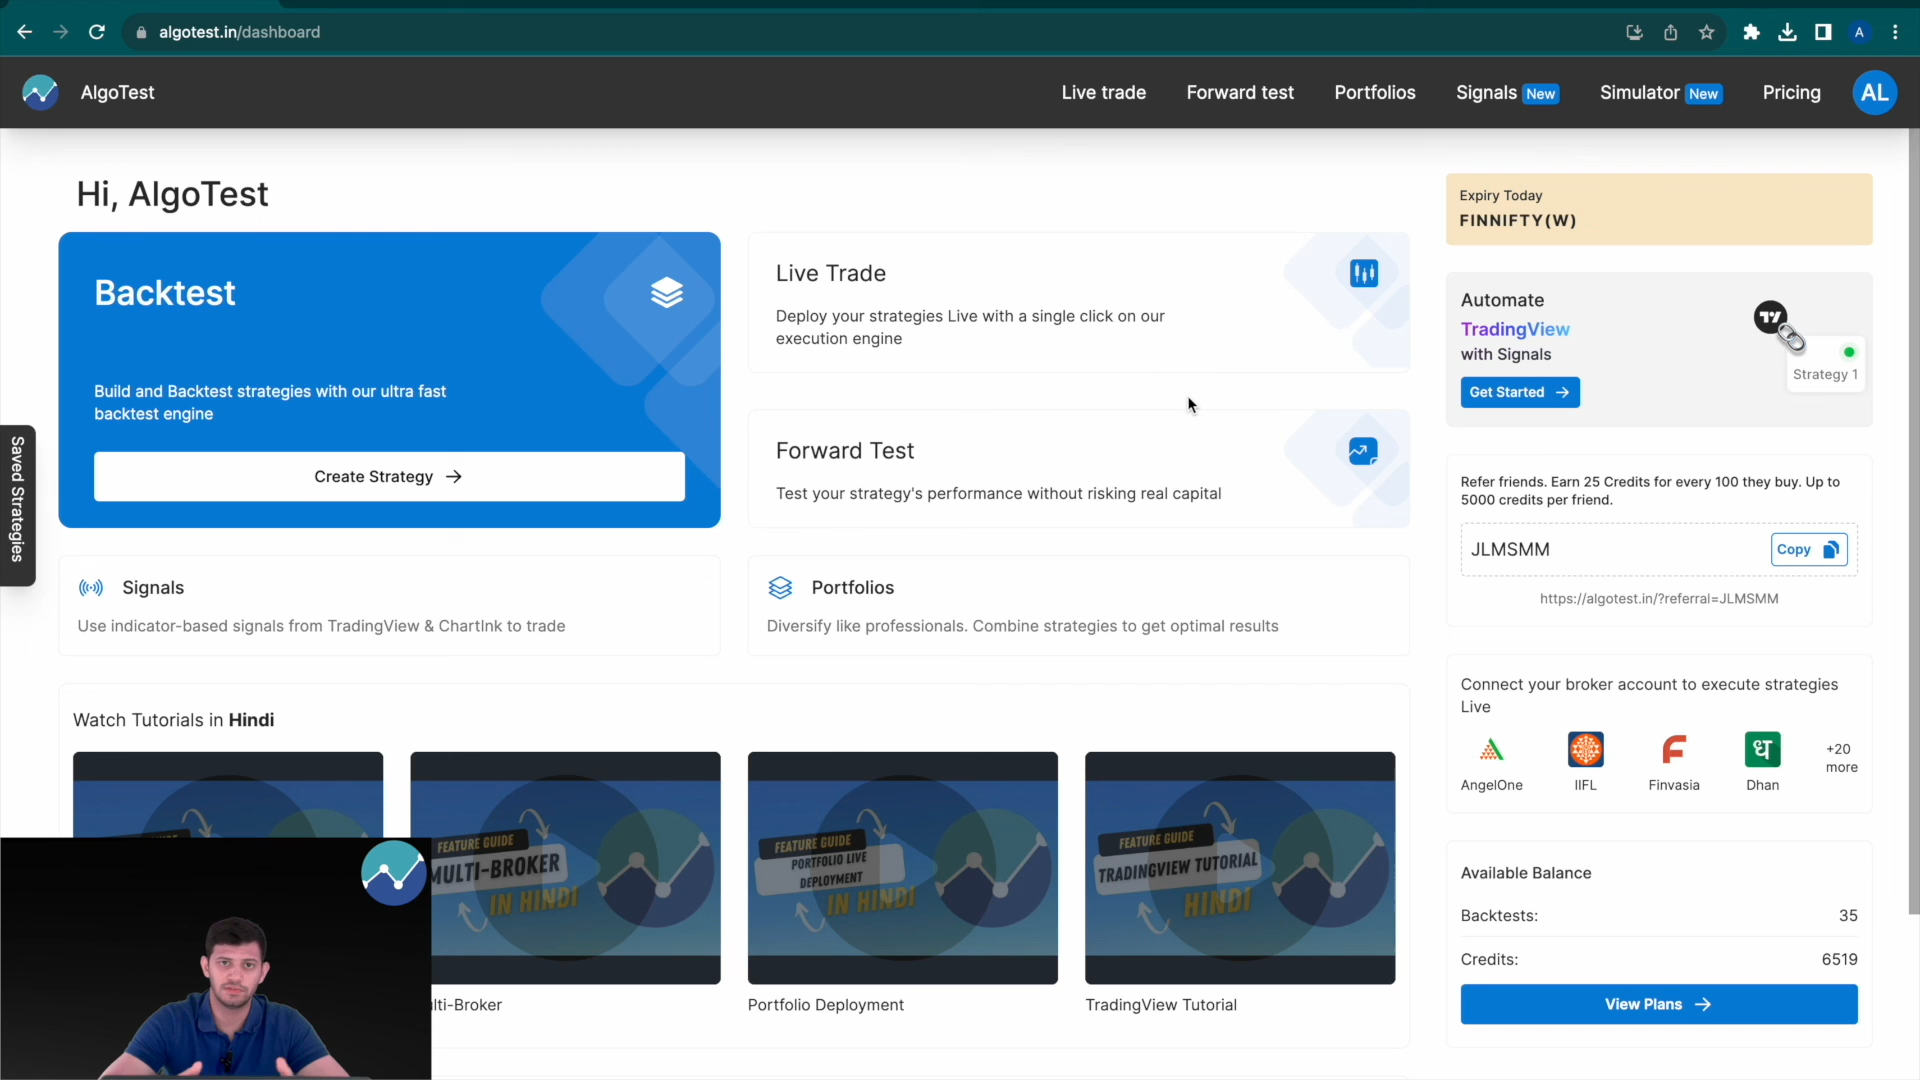 algotest.in/dashboard
A
AlgoTest
Live trade
Forward test
Portfolios
Signals New
Simulator New
Pricing
AL
Hi, AlgoTest
Backtest
Build and Backtest strategies with our ultra fast
backtest engine
Create Strategy
Live Trade
Deploy your strategies Live with a single click on our
execution engine
Forward Test
Test your strategy's performance without risking real capital
Saved Strategies
Signals
Use indicator-based signals from TradingView & ChartInk to trade
Portfolios
Diversify like professionals. Combine strategies to get optimal results
Watch Tutorials in Hindi
FEATURE GUIDE
MULTI-BROKER
IN HINDI
FEATURE GUIDE
PORTFOLIO LIVE
DEPLOYMENT
IN HINDI
FEATURE GUIDE
TRADINGVIEW TUTORIAL
HINDI
lti-Broker
Portfolio Deployment
TradingView Tutorial
Expiry Today
FINNIFTY(W)
Automate
TradingView
with Signals
Get Started
Strategy 1
Refer friends. Earn 25 Credits for every 100 they buy. Up to
5000 credits per friend.
JLMSMM
Copy
https://algotest.in/?referral=JLMSMM
Connect your broker account to execute strategies
Live
ध
AngelOne
IIFL
Finvasia
Dhan
+20
more
Available Balance
Backtests: 35
Credits: 6519
View Plans